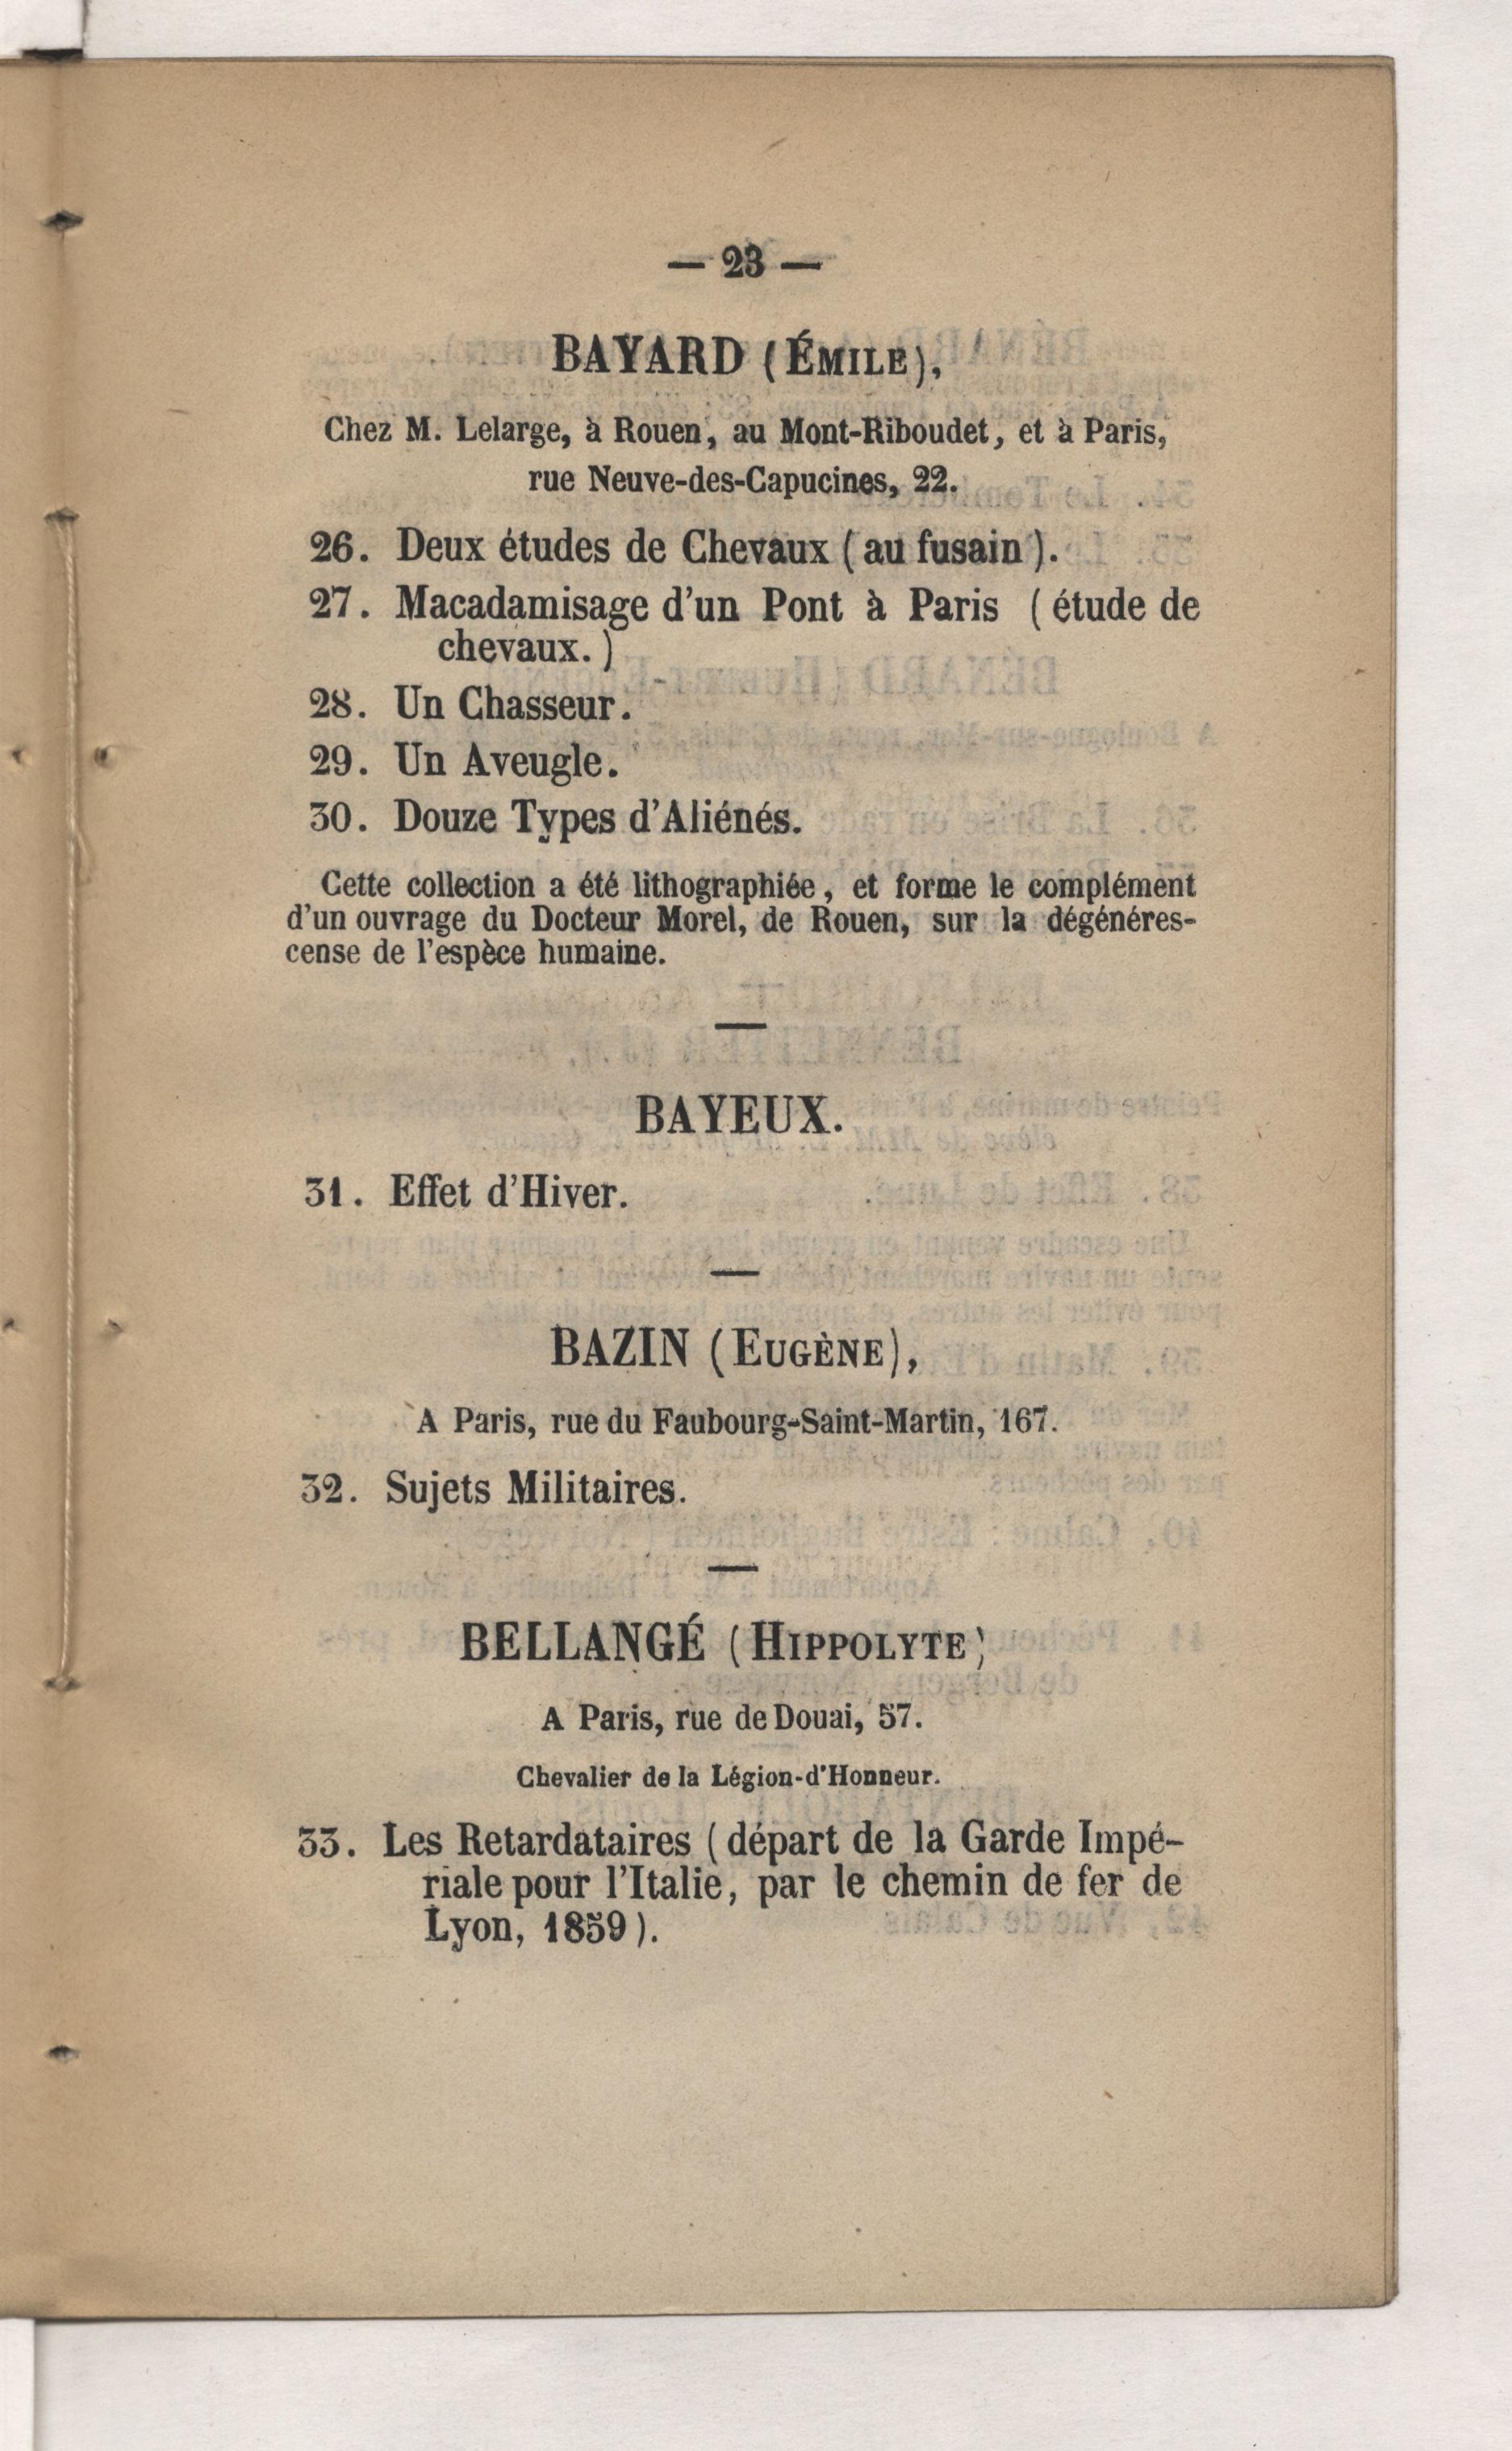 — 23 —
BAYARD (ÉMILE),
Chez M. Lelarge, à Rouen, au Mont-Riboudet, et à Paris,
rue Neuve-des-Capucines, 22.
26. Deux études de Chevaux (au fusain).
27. Macadamisage d'un Pont à Paris (étude de
chevaux.)
28. Un Chasseur.
29. Un Aveugle.
30. Douze Types d'Aliénés.
Cette collection a été lithographiée, et forme le complément
d'un ouvrage du Docteur Morel, de Rouen, sur la dégénéres-
cense de l'espèce humaine.
—
BAYEUX.
31. Effet d'Hiver.
—
BAZIN (EUGÈNE),
A Paris, rue du Faubourg-Saint-Martin, 167.
32. Sujets Militaires.
—
BELLANGÉ (HIPPOLYTE)
A Paris, rue de Douai, 57.
Chevalier de la Légion-d'Honneur.
33. Les Retardataires (départ de la Garde Impé-
riale pour l'Italie, par le chemin de fer de
Lyon, 1859).